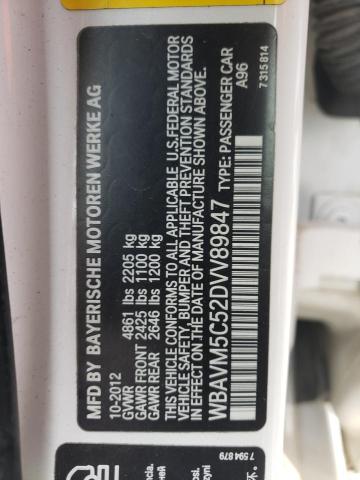 MFD BY BAYERISCHE MOTOREN WERKE AG
10-2012
GVWR 4861 lbs 2205 kg
GAWR FRONT 2425 lbs 1100 kg
GAWR REAR 2646 lbs 1200 kg
THIS VEHICLE CONFORMS TO ALL APPLICABLE U.S.FEDERAL MOTOR
VEHICLE SAFETY, BUMPER AND THEFT PREVENTION STANDARDS
IN EFFECT ON THE DATE OF MANUFACTURE SHOWN ABOVE.
WBAVM5C52DVV89847 TYPE: PASSENGER CAR
A96
7 315 814
7 594 879